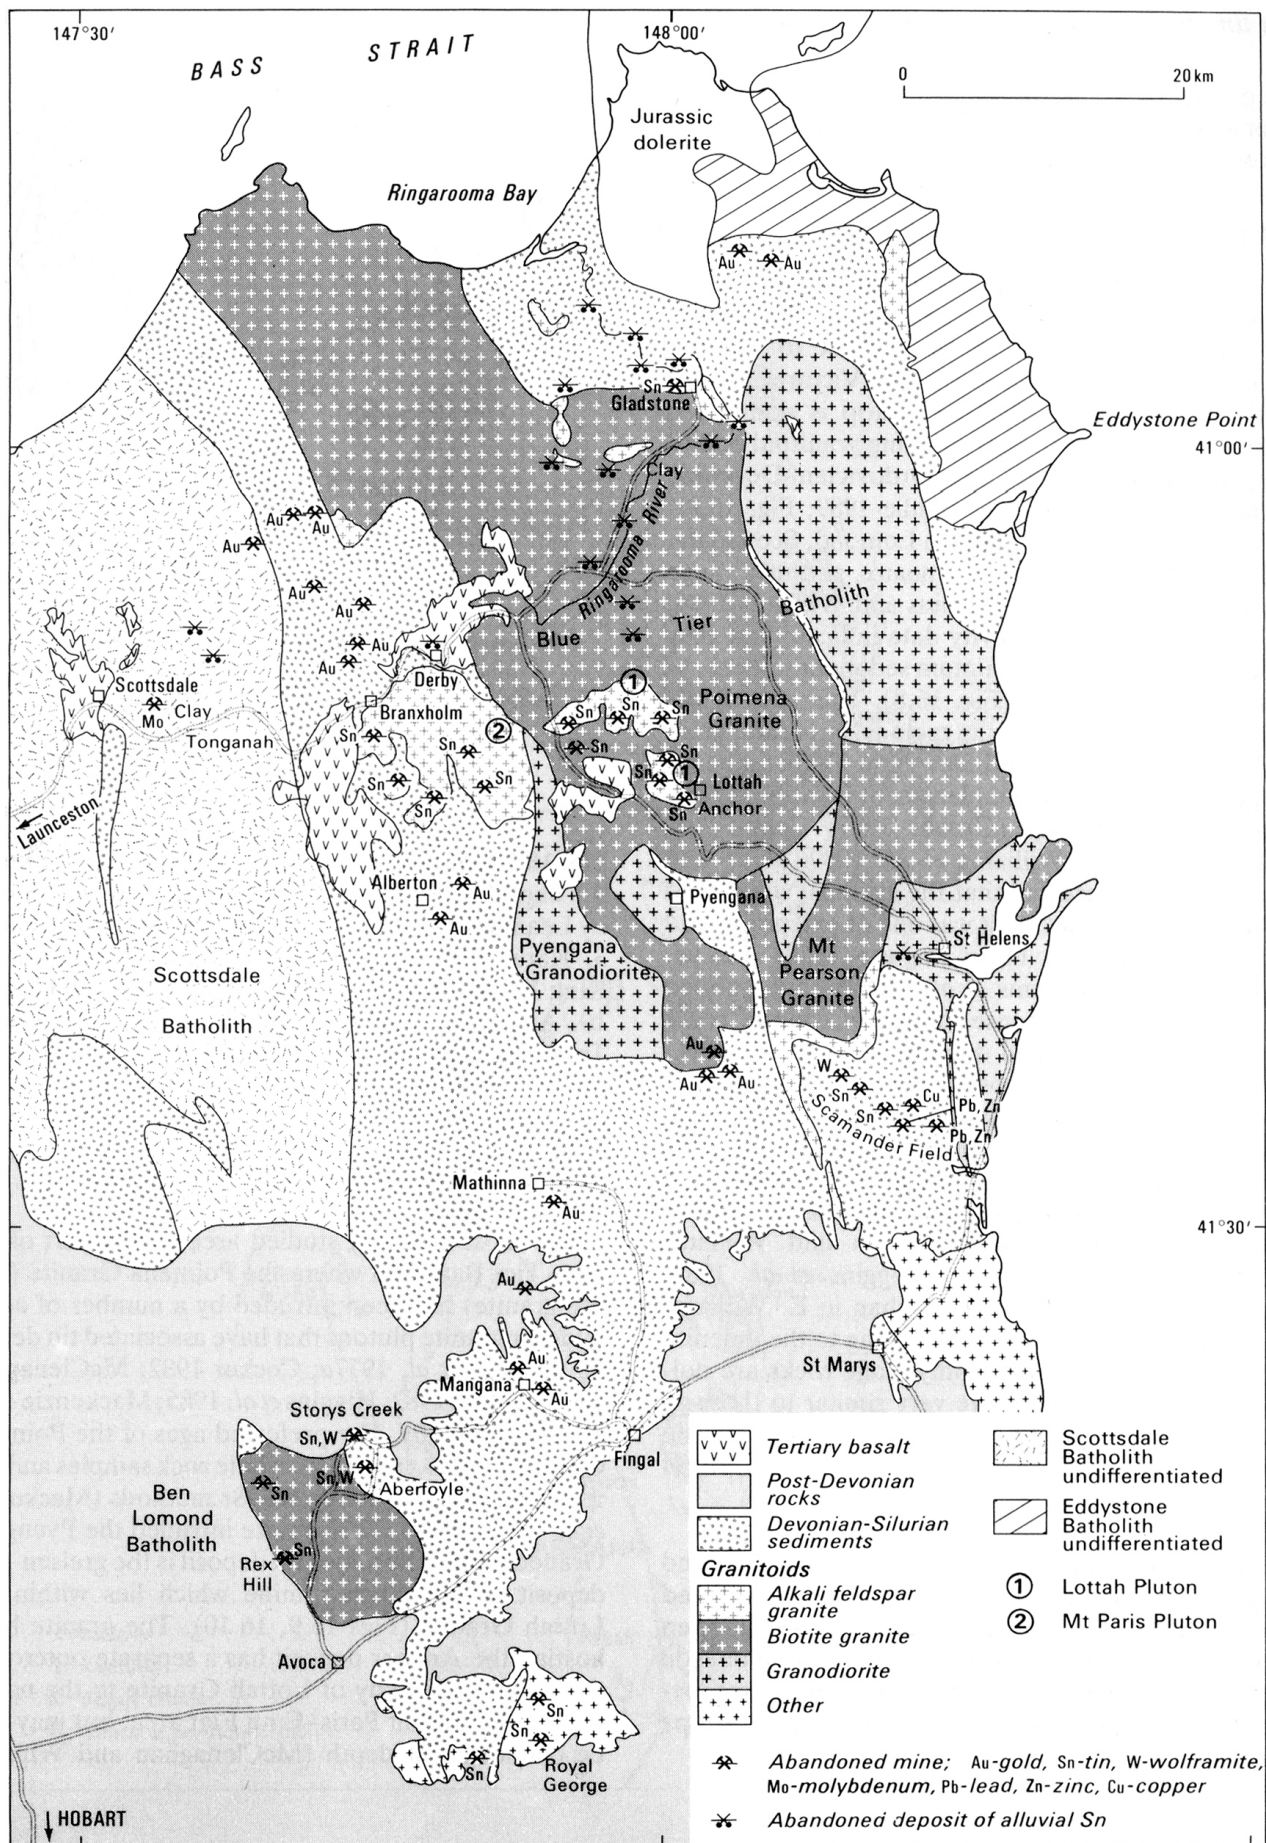 147°30′
148°00′
BASS STRAIT
0 20 km
Jurassic
dolerite
Ringarooma Bay
Au
Au
Sn
Gladstone
Eddystone Point
41°00′
Clay
Ringarooma River
Au
Au
Au
Au
Au
Au
Au
Batholith
Blue Tier
Derby
Scottsdale
Mo Clay
Tonganah
Branxholm
1
Poimena
Granite
2
Sn
Sn
Sn
Sn
Sn
Sn
Sn
Sn
Sn
Sn
Sn
1
Lottah
Anchor
Sn
Launceston
Alberton
Au
Au
Pyengana
Pyengana
Granodiorite
Mt
Pearson
Granite
St Helens
Scottsdale
Batholith
Au
Au
Au
W
Sn
Sn
Cu
Pb, Zn
Pb, Zn
Scamander Field
Mathinna
Au
41°30′
Au
St Marys
Au
Mangana
Au
Storys Creek
Sn,W
Fingal
Sn,W
Aberfoyle
Sn
Ben
Lomond
Batholith
Sn
Rex
Hill
Avoca
Sn
Sn
Sn
Royal
George
HOBART
Tertiary basalt
Post-Devonian
rocks
Devonian-Silurian
sediments
Granitoids
Alkali feldspar
granite
Biotite granite
Granodiorite
Other
Scottsdale
Batholith
undifferentiated
Eddystone
Batholith
undifferentiated
1 Lottah Pluton
2 Mt Paris Pluton
Abandoned mine; Au-gold, Sn-tin, W-wolframite,
Mo-molybdenum, Pb-lead, Zn-zinc, Cu-copper
Abandoned deposit of alluvial Sn